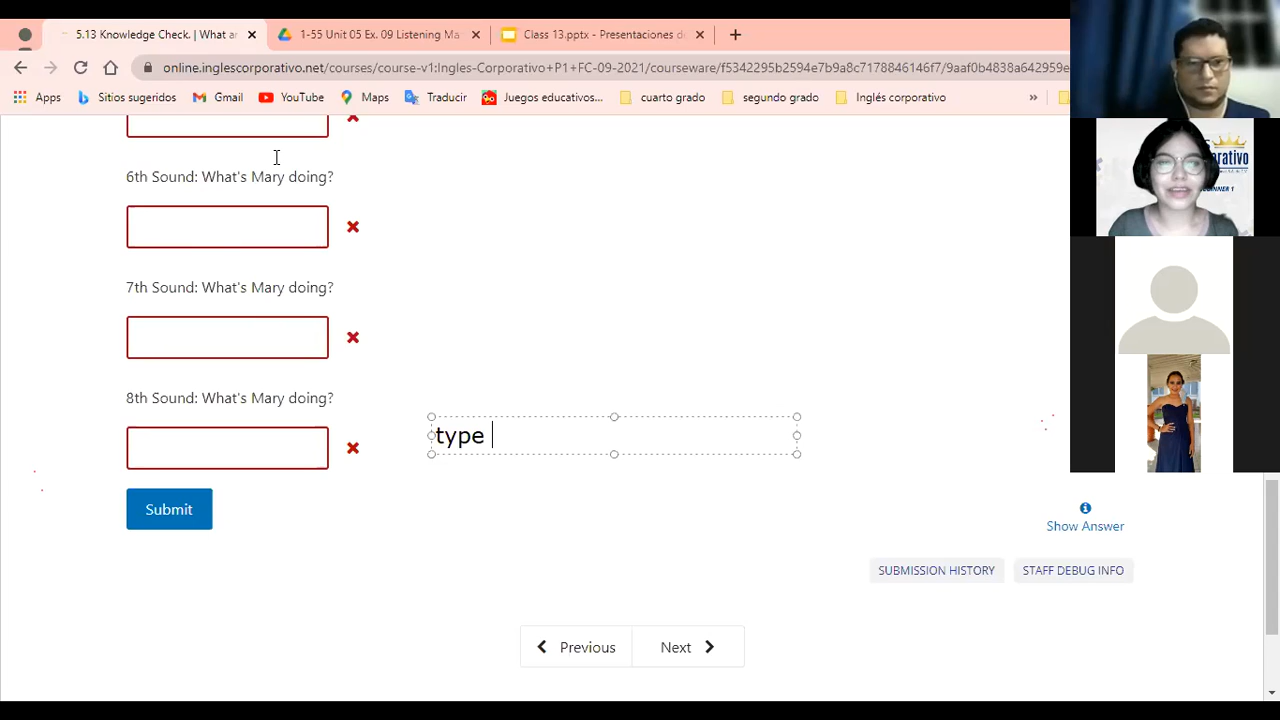 5.13 Knowledge Check. | What ar
1-55 Unit 05 Ex. 09 Listening Ma
Class 13.pptx - Presentaciones d
online.inglescorporativo.net/courses/course-v1:Ingles-Corporativo+P1+FC-09-2021/courseware/f5342295b2594e7b9a8c7178846146f7/9aaf0b4838a642959e
Apps
Sitios sugeridos
Gmail
YouTube
Maps
Traducir
Juegos educativos...
cuarto grado
segundo grado
Inglés corporativo
6th Sound: What's Mary doing?
7th Sound: What's Mary doing?
8th Sound: What's Mary doing?
type
Submit
Show Answer
SUBMISSION HISTORY
STAFF DEBUG INFO
Previous
Next